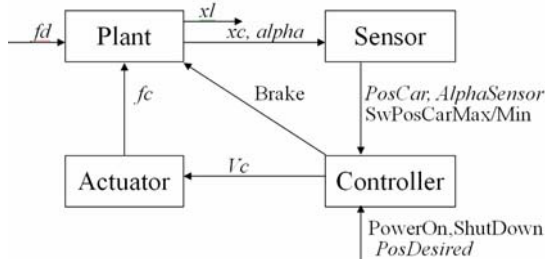 xl
fd
Plant
xc, alpha
Sensor
fc
Brake
PosCar, AlphaSensor
SwPosCarMax/Min
Actuator
Vc
Controller
PowerOn,ShutDown
PosDesired